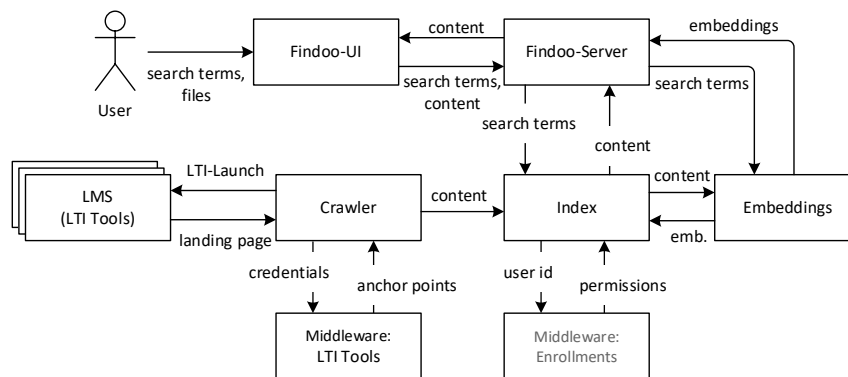 content
embeddings
Findoo-UI
Findoo-Server
search terms,
files
search terms,
content
search terms
User
search terms
content
LTI-Launch
LMS
(LTI Tools)
Crawler
content
Index
content
Embeddings
landing page
emb.
credentials
anchor points
user id
permissions
Middleware:
LTI Tools
Middleware:
Enrollments